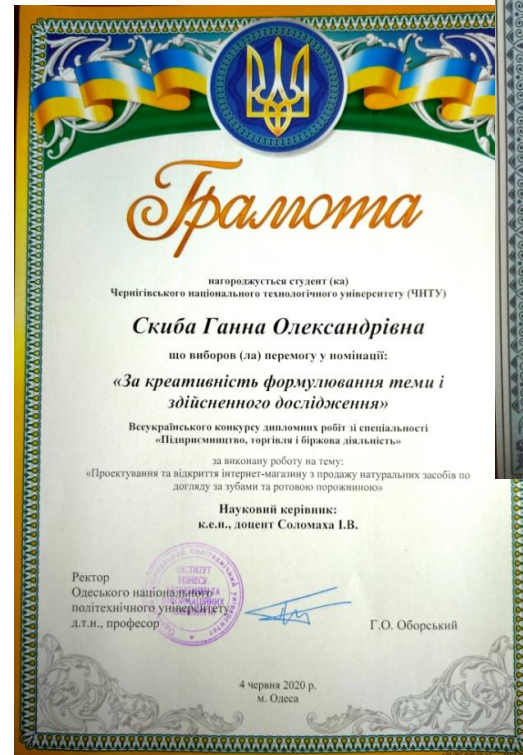 Грамота
нагороджується студент (ка)
Чернігівського національного технологічного університету (ЧНТУ)
Скиба Ганна Олександрівна
що виборов (ла) перемогу у номінації:
«За креативність формулювання теми і
здійсненного дослідження»
Всеукраїнського конкурсу дипломних робіт зі спеціальності
«Підприємництво, торгівля і біржова діяльність»
за виконану роботу на тему:
«Проектування та відкриття інтернет-магазину з продажу натуральних засобів по
догляду за зубами та ротовою порожниною»
Науковий керівник:
к.е.н., доцент Соломаха І.В.
ІНСТИТУТ
БІЗНЕСУ
Ректор
Одеського національного
політехнічного університету,
д.т.н., професор
Г.О. Оборський
4 червня 2020 р.
м. Одеса